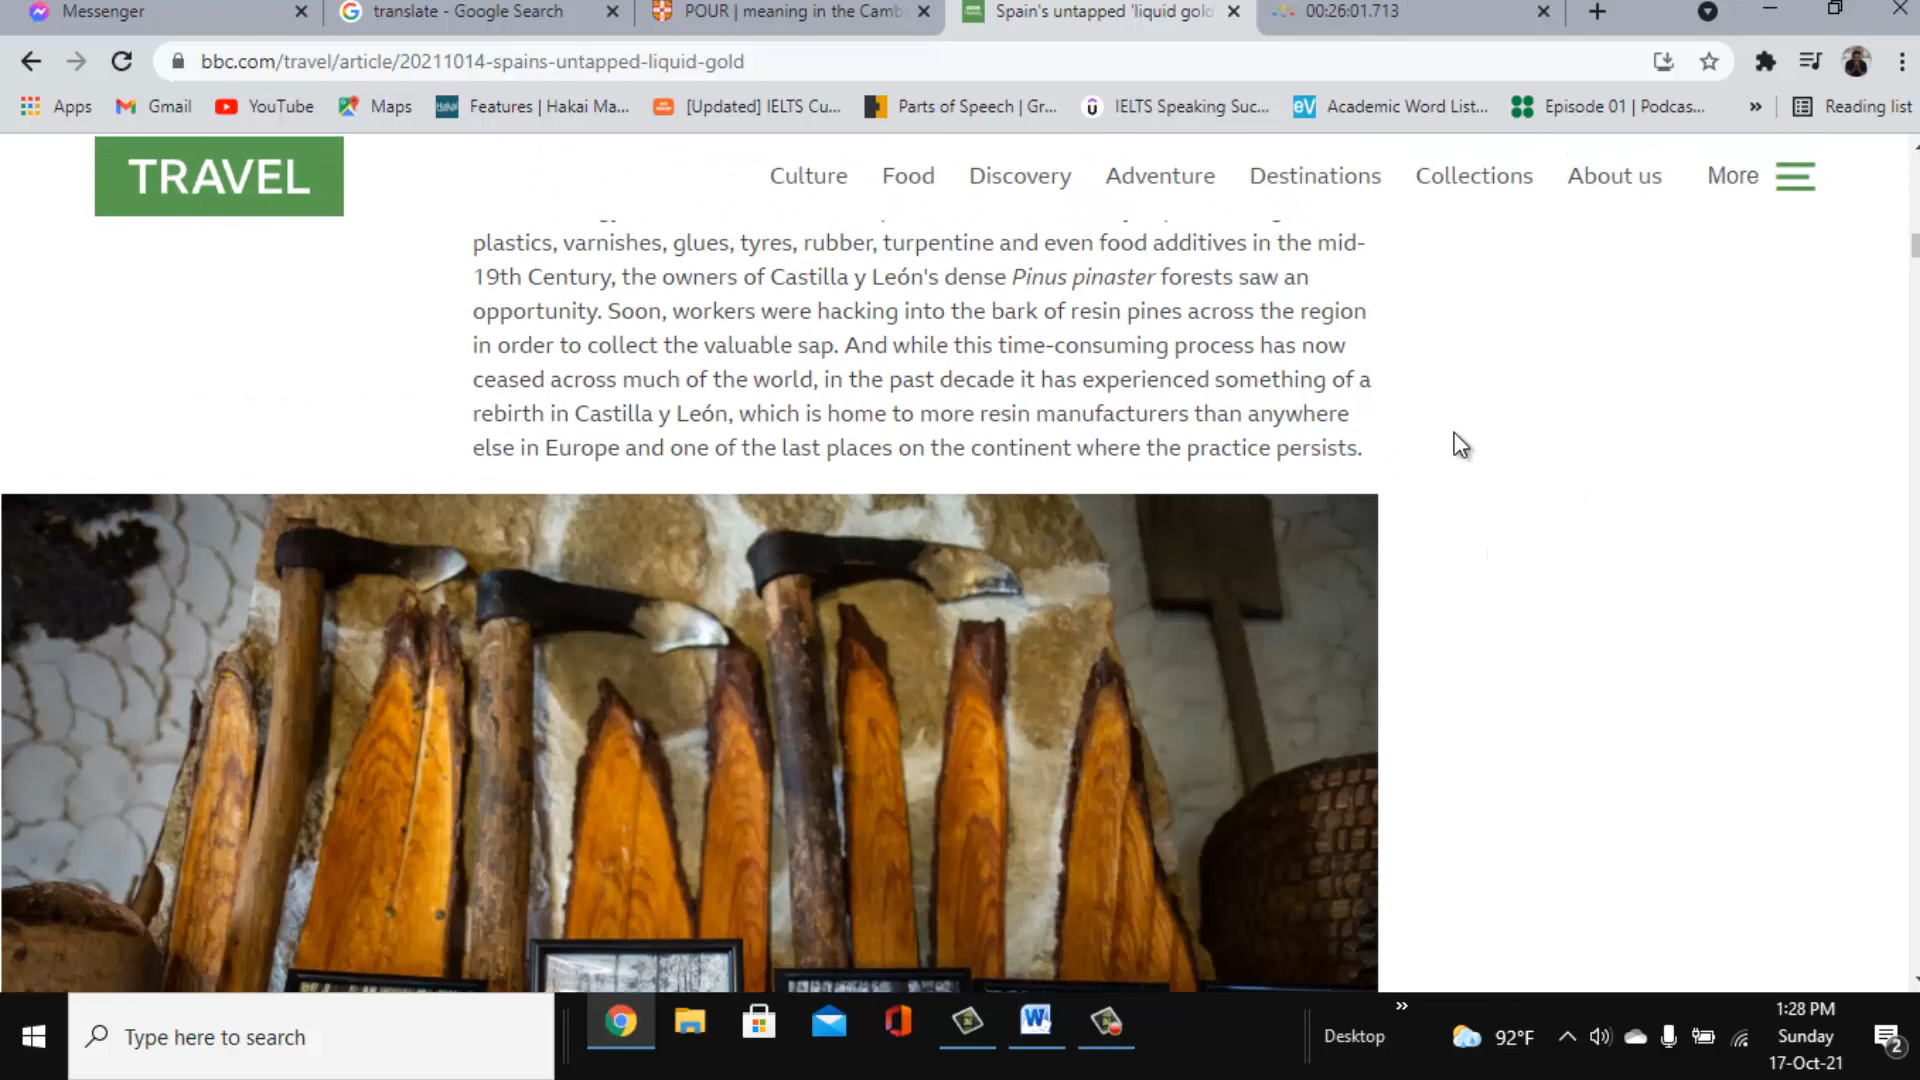 Messenger
translate - Google Search
POUR | meaning in the Camb
Spain's untapped 'liquid gold
00:26:01.713
bbc.com/travel/article/20211014-spains-untapped-liquid-gold
Apps
Gmail
YouTube
Maps
Features | Hakai Ma...
[Updated] IELTS Cu...
Parts of Speech | Gr...
IELTS Speaking Suc...
Academic Word List...
Episode 01 | Podcas...
Reading list
TRAVEL
Culture
Food
Discovery
Adventure
Destinations
Collections
About us
More
plastics, varnishes, glues, tyres, rubber, turpentine and even food additives in the mid-
19th Century, the owners of Castilla y León's dense Pinus pinaster forests saw an
opportunity. Soon, workers were hacking into the bark of resin pines across the region
in order to collect the valuable sap. And while this time-consuming process has now
ceased across much of the world, in the past decade it has experienced something of a
rebirth in Castilla y León, which is home to more resin manufacturers than anywhere
else in Europe and one of the last places on the continent where the practice persists.
Type here to search
Desktop
92°F
1:28 PM
Sunday
17-Oct-21
2